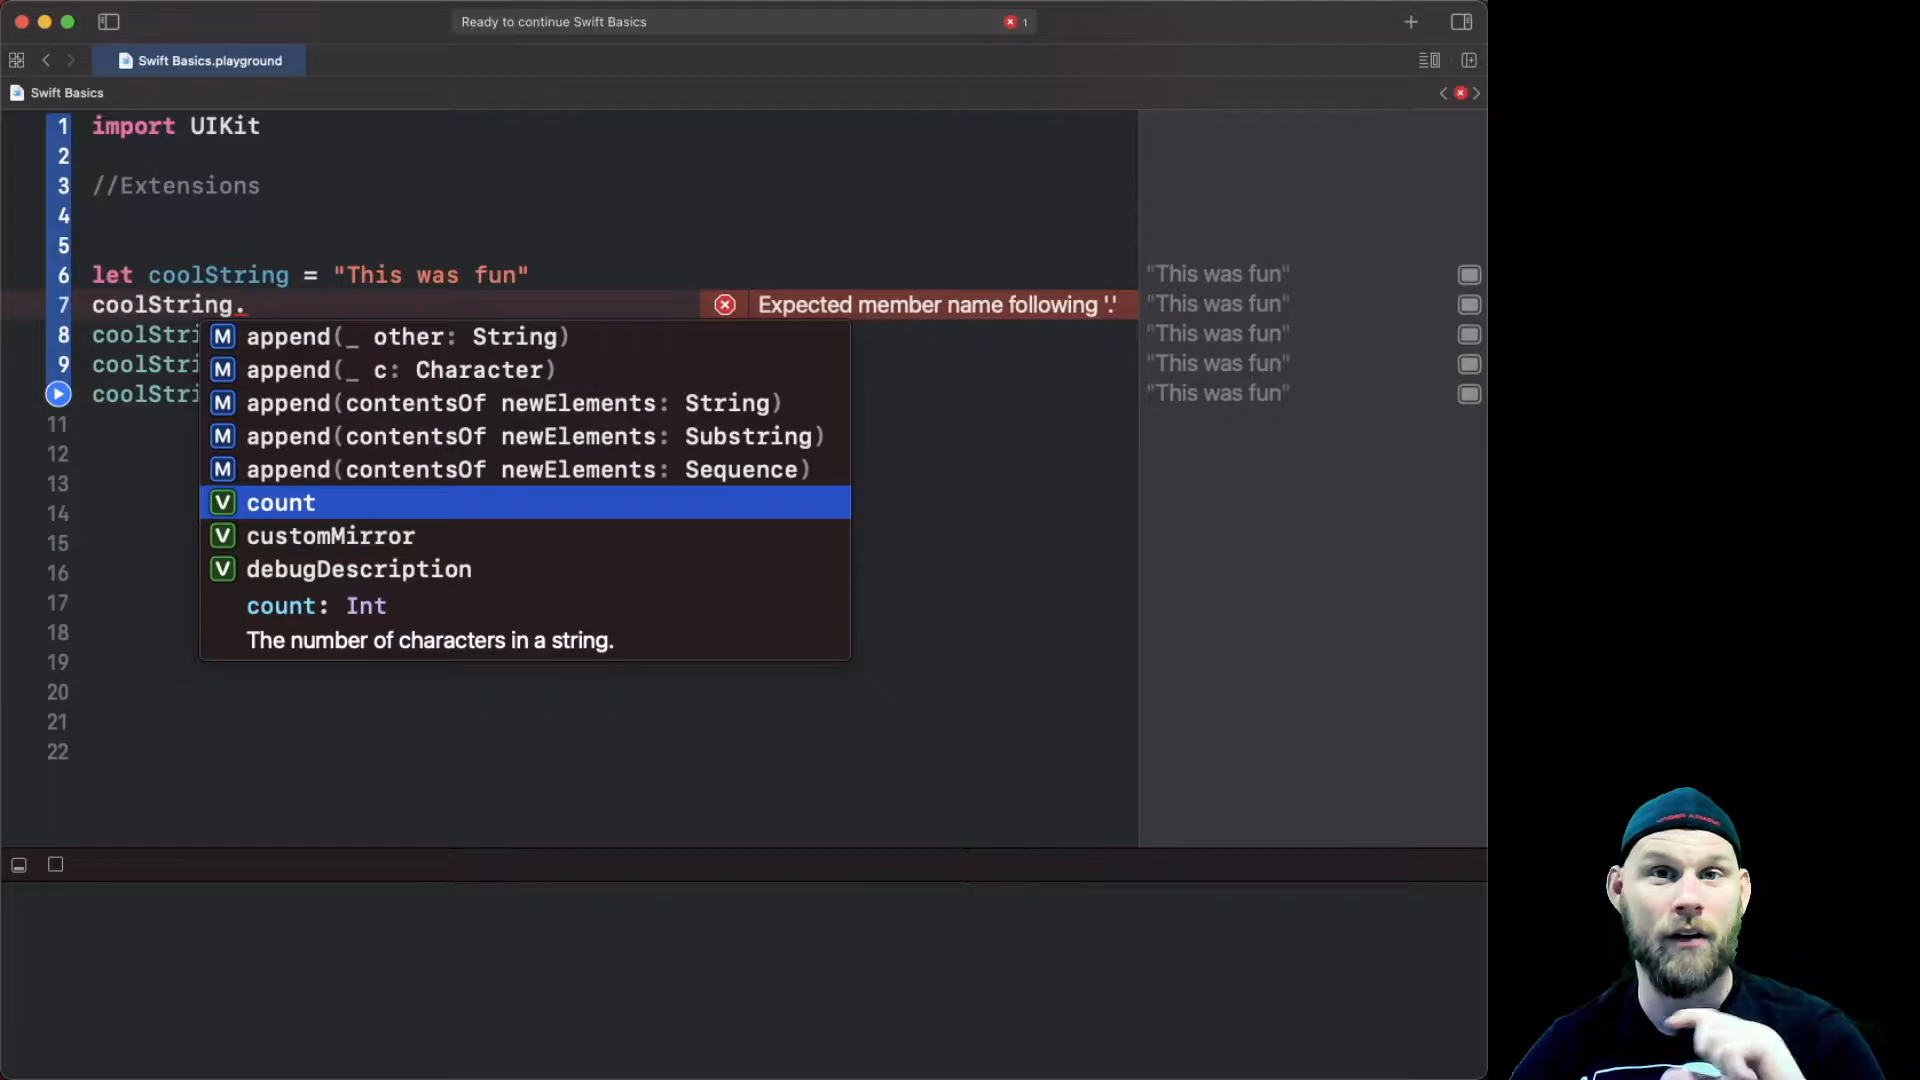 Ready to continue Swift Basics
1
Swift Basics.playground
Swift Basics
1 import UIKit
2
3 //Extensions
4
5
6 let coolString = "This was fun" "This was fun"
7 coolString. Expected member name following '.' "This was fun"
8 coolStri "This was fun"
9 coolStri "This was fun"
coolStri "This was fun"
M append(_ other: String)
M append(_ c: Character)
M append(contentsOf newElements: String)
M append(contentsOf newElements: Substring)
M append(contentsOf newElements: Sequence)
V count
V customMirror
V debugDescription
count: Int
The number of characters in a string.
11
12
13
14
15
16
17
18
19
20
21
22